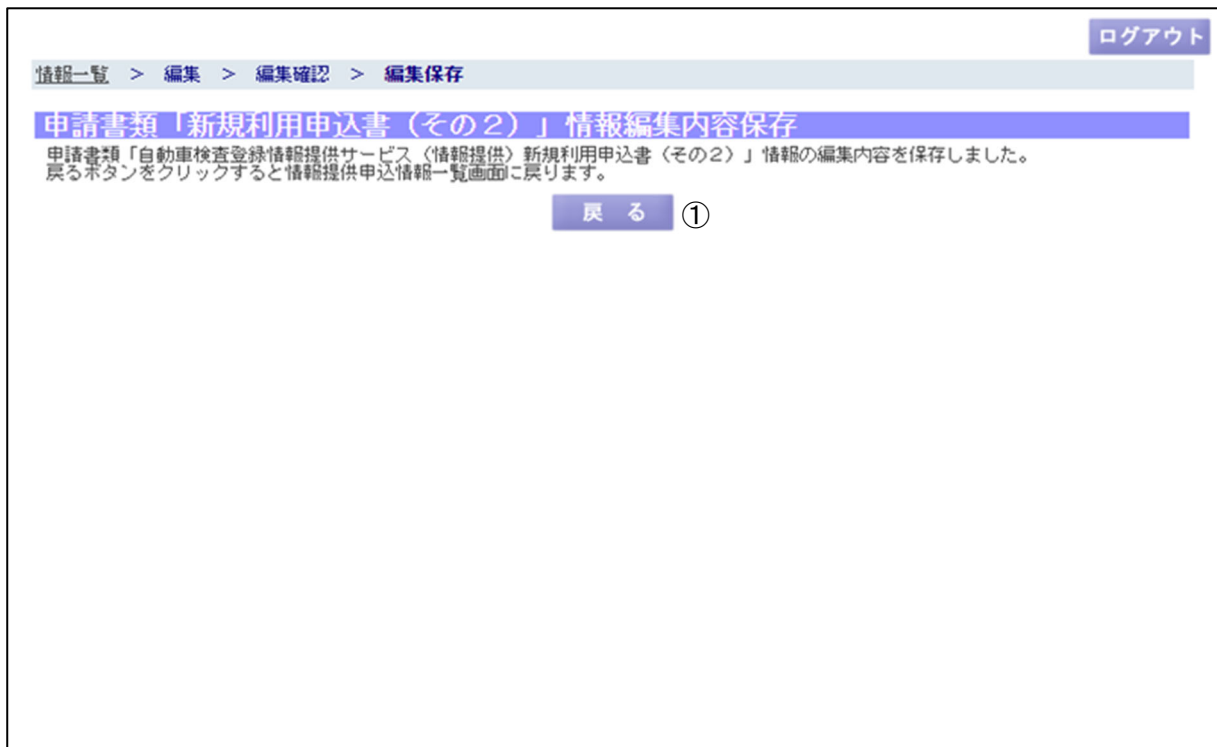 ログアウト
情報一覧 > 編集 > 編集確認 > 編集保存
申請書類「新規利用申込書（その２）」情報編集内容保存
申請書類「自動車検査登録情報提供サービス（情報提供）新規利用申込書（その２）」情報の編集内容を保存しました。
戻るボタンをクリックすると情報提供申込情報一覧画面に戻ります。
戻 る ①